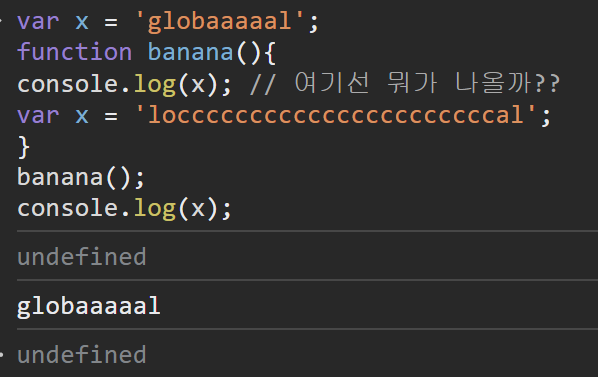 var x = 'globaaaaal';
function banana(){
console.log(x); // 여기선 뭐가 나올까??
var x = 'loccccccccccccccccccccccal';
}
banana();
console.log(x);
undefined
globaaaaal
undefined